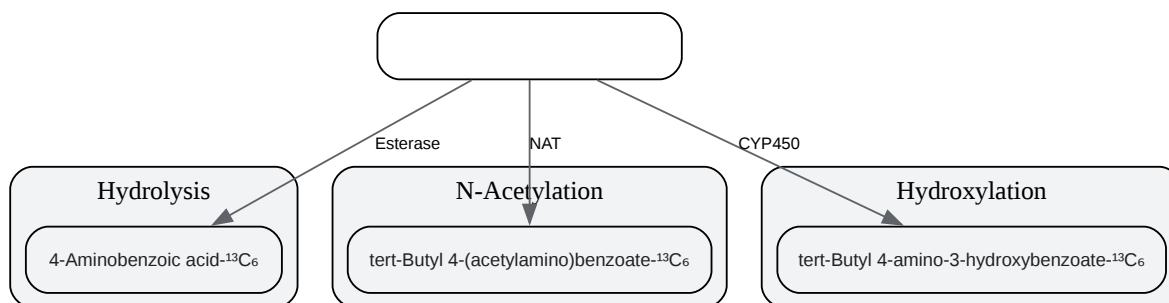 Esterase
NAT
CYP450
Hydrolysis
N-Acetylation
Hydroxylation
4-Aminobenzoic acid-¹³C₆
tert-Butyl 4-(acetylamino)benzoate-¹³C₆
tert-Butyl 4-amino-3-hydroxybenzoate-¹³C₆